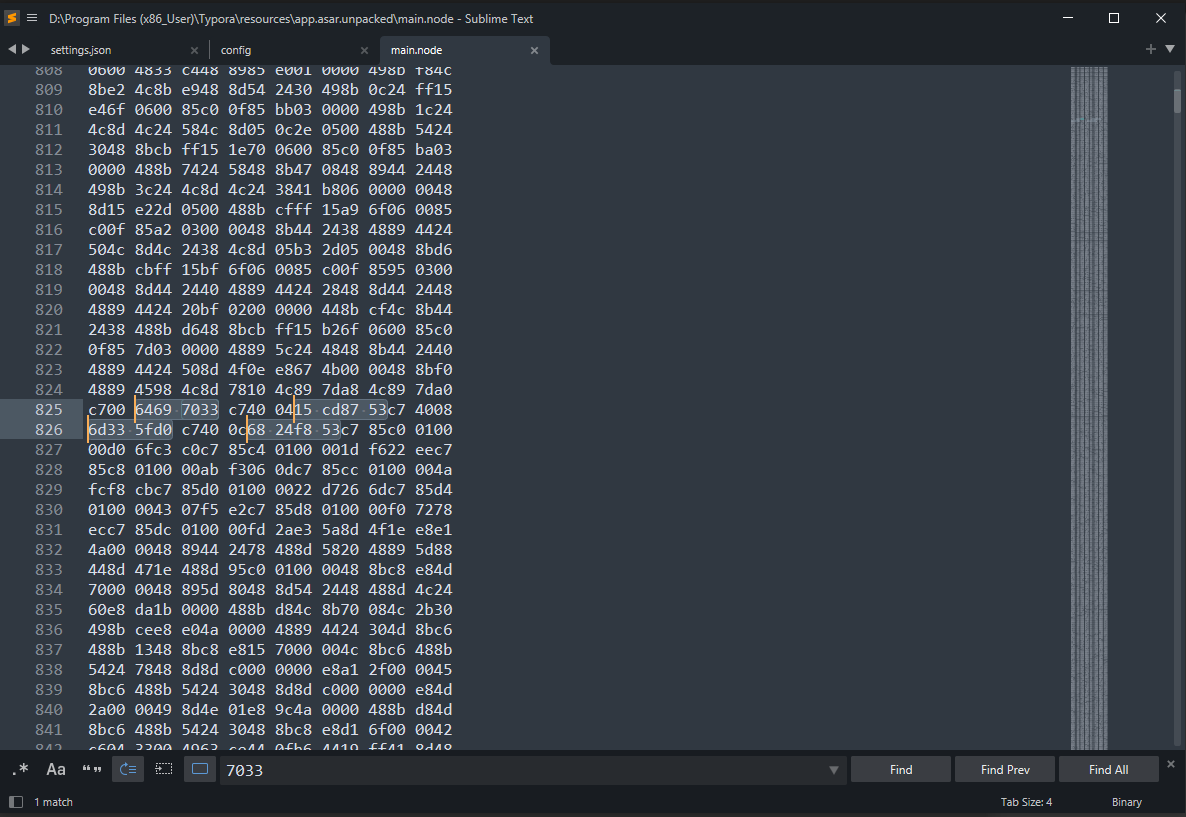 D:\Program Files (x86_User)\Typora\resources\app.asar.unpacked\main.node - Sublime Text
settings.json
config
main.node
808 0600 4833 c448 8985 e001 0000 498b f84c
809 8be2 4c8b e948 8d54 2430 498b 0c24 ff15
810 e46f 0600 85c0 0f85 bb03 0000 498b 1c24
811 4c8d 4c24 584c 8d05 0c2e 0500 488b 5424
812 3048 8bcb ff15 1e70 0600 85c0 0f85 ba03
813 0000 488b 7424 5848 8b47 0848 8944 2448
814 498b 3c24 4c8d 4c24 3841 b806 0000 0048
815 8d15 e22d 0500 488b cfff 15a9 6f06 0085
816 c00f 85a2 0300 0048 8b44 2438 4889 4424
817 504c 8d4c 2438 4c8d 05b3 2d05 0048 8bd6
818 488b cbff 15bf 6f06 0085 c00f 8595 0300
819 0048 8d44 2440 4889 4424 2848 8d44 2448
820 4889 4424 20bf 0200 0000 448b cf4c 8b44
821 2438 488b d648 8bcb ff15 b26f 0600 85c0
822 0f85 7d03 0000 4889 5c24 4848 8b44 2440
823 4889 4424 508d 4f0e e867 4b00 0048 8bf0
824 4889 4598 4c8d 7810 4c89 7da8 4c89 7da0
825 c700 6469 7033 c740 0415 cd87 53c7 4008
826 6d33 5fd0 c740 0c68 24f8 53c7 85c0 0100
827 00d0 6fc3 c0c7 85c4 0100 001d f622 eec7
828 85c8 0100 00ab f306 0dc7 85cc 0100 004a
829 fcf8 cbc7 85d0 0100 0022 d726 6dc7 85d4
830 0100 0043 07f5 e2c7 85d8 0100 00f0 7278
831 ecc7 85dc 0100 00fd 2ae3 5a8d 4f1e e8e1
832 4a00 0048 8944 2478 488d 5820 4889 5d88
833 448d 471e 488d 95c0 0100 0048 8bc8 e84d
834 7000 0048 895d 8048 8d54 2448 488d 4c24
835 60e8 da1b 0000 488b d84c 8b70 084c 2b30
836 498b cee8 e04a 0000 4889 4424 304d 8bc6
837 488b 1348 8bc8 e815 7000 004c 8bc6 488b
838 5424 7848 8d8d c000 0000 e8a1 2f00 0045
839 8bc6 488b 5424 3048 8d8d c000 0000 e84d
840 2a00 0049 8d4e 01e8 9c4a 0000 488b d84d
841 8bc6 488b 5424 3048 8bc8 e8d1 6f00 0042
842 c604 3300 4963 ce44 0fb6 4419 ff41 8d48
.* Aa “ ” 7033 Find Find Prev Find All
1 match Tab Size: 4 Binary